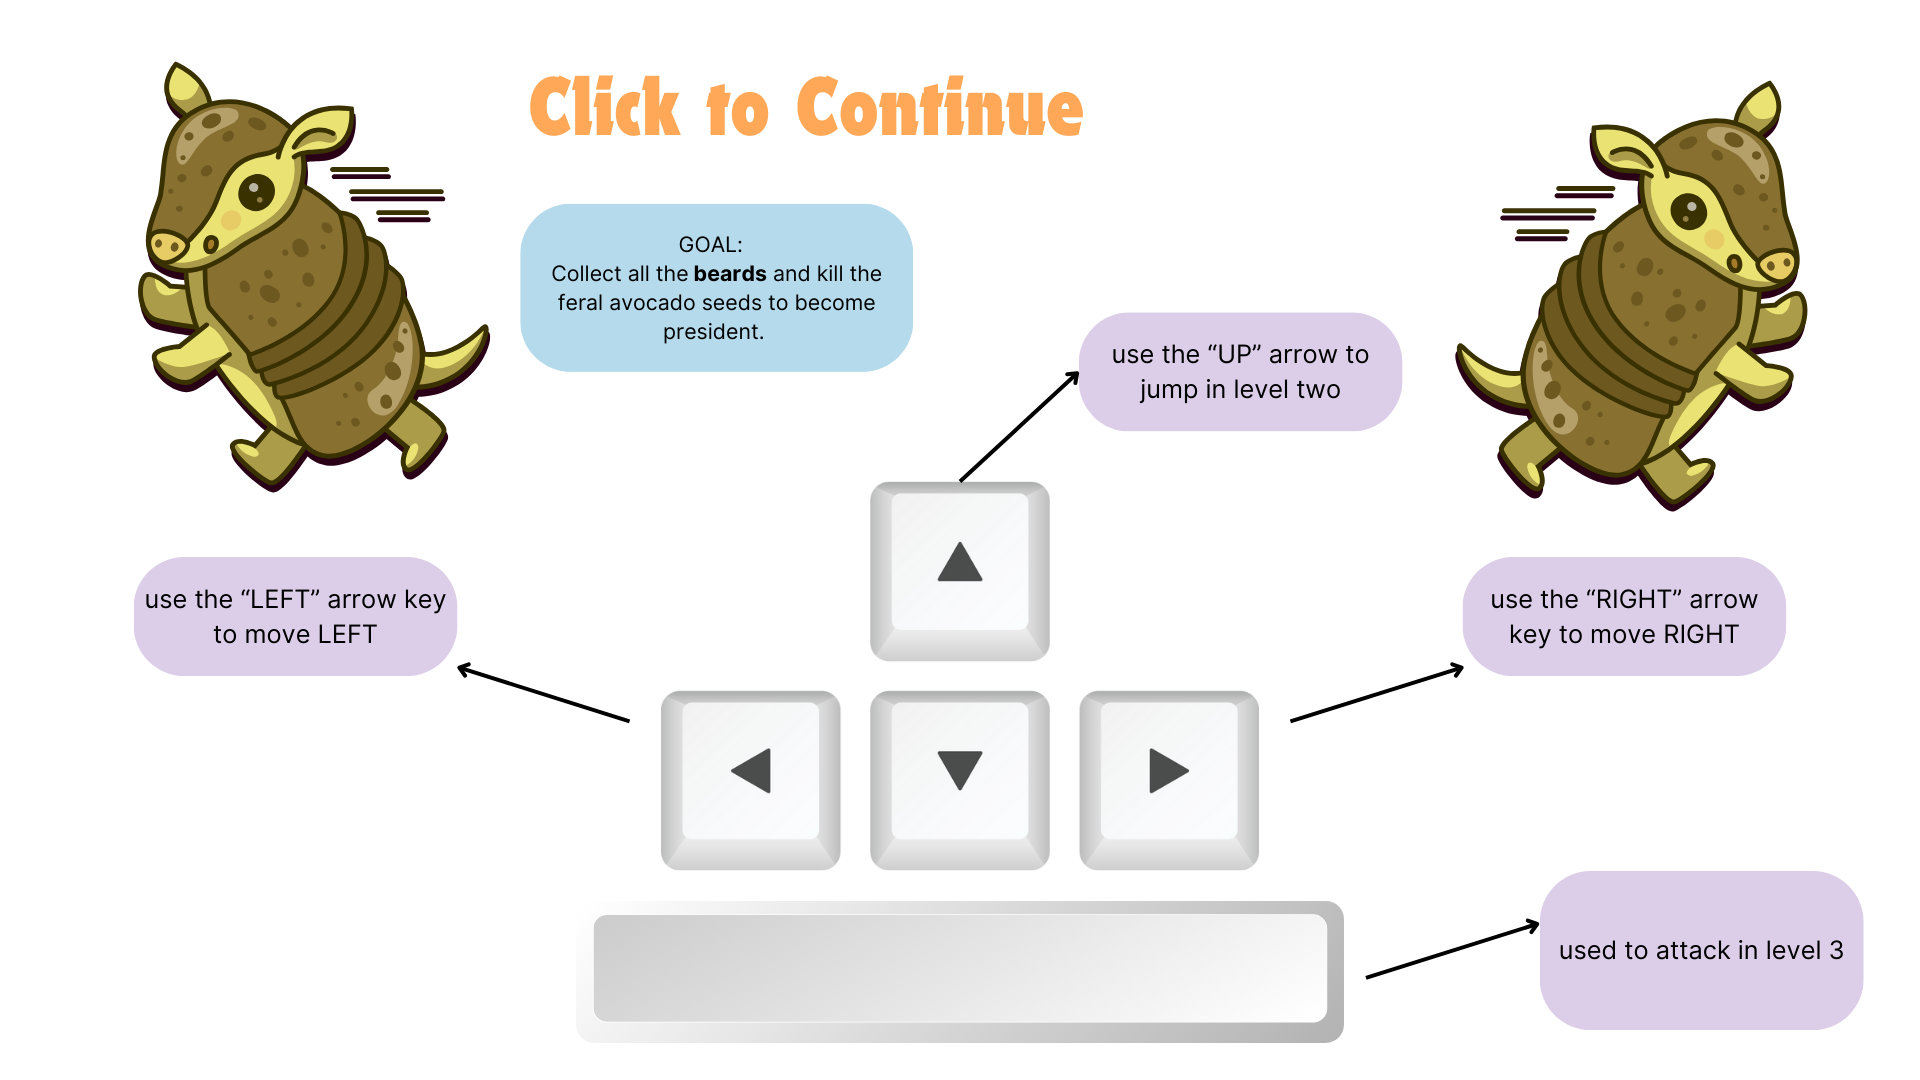 Click to Continue
GOAL:
Collect all the beards and kill the
feral avocado seeds to become
president.
use the “UP” arrow to
jump in level two
use the “LEFT” arrow key
to move LEFT
use the “RIGHT” arrow
key to move RIGHT
used to attack in level 3